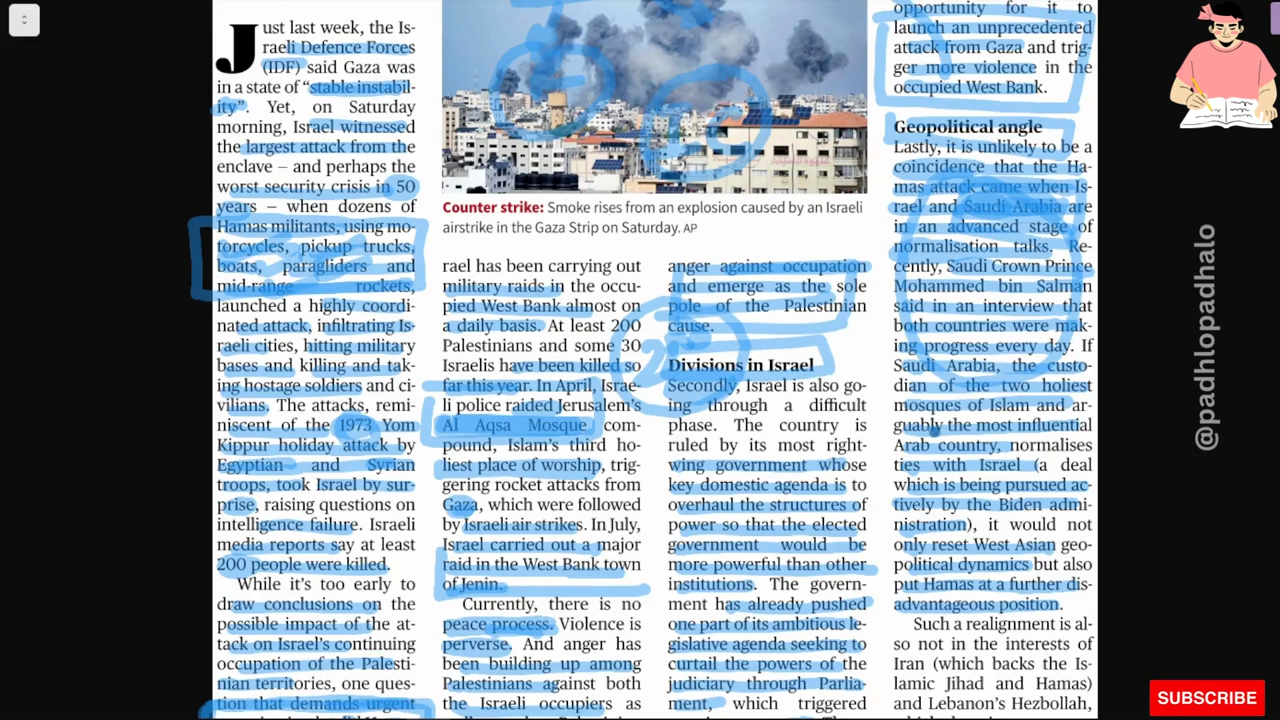 Just last week, the Is-
raeli Defence Forces
(IDF) said Gaza was
in a state of “stable instabil-
ity”. Yet, on Saturday
morning, Israel witnessed
the largest attack from the
enclave – and perhaps the
worst security crisis in 50
years – when dozens of
Hamas militants, using mo-
torcycles, pickup trucks,
boats, paragliders and
mid-range rockets,
launched a highly coordi-
nated attack, infiltrating Is-
raeli cities, hitting military
bases and killing and tak-
ing hostage soldiers and ci-
vilians. The attacks, remi-
niscent of the 1973 Yom
Kippur holiday attack by
Egyptian and Syrian
troops, took Israel by sur-
prise, raising questions on
intelligence failure. Israeli
media reports say at least
200 people were killed.
While it’s too early to
draw conclusions on the
possible impact of the at-
tack on Israel’s continuing
occupation of the Palesti-
nian territories, one ques-
tion that demands urgent
Counter strike: Smoke rises from an explosion caused by an Israeli
airstrike in the Gaza Strip on Saturday. AP
rael has been carrying out
military raids in the occu-
pied West Bank almost on
a daily basis. At least 200
Palestinians and some 30
Israelis have been killed so
far this year. In April, Israe-
li police raided Jerusalem’s
Al Aqsa Mosque com-
pound, Islam’s third ho-
liest place of worship, trig-
gering rocket attacks from
Gaza, which were followed
by Israeli air strikes. In July,
Israel carried out a major
raid in the West Bank town
of Jenin.
Currently, there is no
peace process. Violence is
perverse. And anger has
been building up among
Palestinians against both
the Israeli occupiers as
anger against occupation
and emerge as the sole
pole of the Palestinian
cause.
Divisions in Israel
Secondly, Israel is also go-
ing through a difficult
phase. The country is
ruled by its most right-
wing government whose
key domestic agenda is to
overhaul the structures of
power so that the elected
government would be
more powerful than other
institutions. The govern-
ment has already pushed
one part of its ambitious le-
gislative agenda seeking to
curtail the powers of the
judiciary through Parlia-
ment, which triggered
opportunity for it to
launch an unprecedented
attack from Gaza and trig-
ger more violence in the
occupied West Bank.
Geopolitical angle
Lastly, it is unlikely to be a
coincidence that the Ha-
mas attack came when Is-
rael and Saudi Arabia are
in an advanced stage of
normalisation talks. Re-
cently, Saudi Crown Prince
Mohammed bin Salman
said in an interview that
both countries were mak-
ing progress every day. If
Saudi Arabia, the custo-
dian of the two holiest
mosques of Islam and ar-
guably the most influential
Arab country, normalises
ties with Israel (a deal
which is being pursued ac-
tively by the Biden admi-
nistration), it would not
only reset West Asian geo-
political dynamics but also
put Hamas at a further dis-
advantageous position.
Such a realignment is al-
so not in the interests of
Iran (which backs the Is-
lamic Jihad and Hamas)
and Lebanon’s Hezbollah,
@padhlopadhalo
SUBSCRIBE